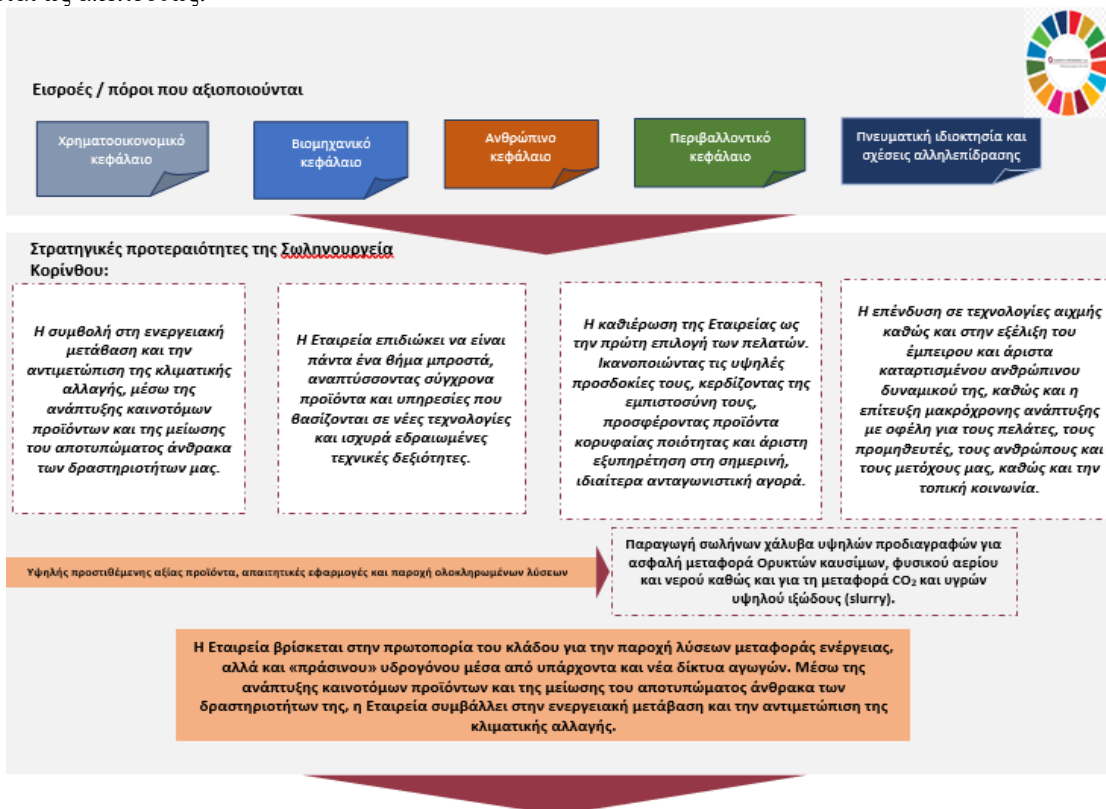 Εισροές / πόροι που αξιοποιούνται
Χρηματοοικονομικό
κεφάλαιο
Βιομηχανικό
κεφάλαιο
Ανθρώπινο
κεφάλαιο
Περιβαλλοντικό
κεφάλαιο
Πνευματική ιδιοκτησία και
σχέσεις αλληλεπίδρασης
Στρατηγικές προτεραιότητες της Σωληνουργεία
Κορίνθου:
Η συμβολή στη ενεργειακή
μετάβαση και την
αντιμετώπιση της κλιματικής
αλλαγής, μέσω της
ανάπτυξης καινοτόμων
προϊόντων και της μείωσης
του αποτυπώματος άνθρακα
των δραστηριοτήτων μας.
Η Εταιρεία επιδιώκει να είναι
πάντα ένα βήμα μπροστά,
αναπτύσσοντας σύγχρονα
προϊόντα και υπηρεσίες που
βασίζονται σε νέες τεχνολογίες
και ισχυρά εδραιωμένες
τεχνικές δεξιότητες.
Η καθιέρωση της Εταιρείας ως
την πρώτη επιλογή των πελατών.
Ικανοποιώντας τις υψηλές
προσδοκίες τους, κερδίζοντας της
εμπιστοσύνη τους,
προσφέροντας προϊόντα
κορυφαίας ποιότητας και άριστη
εξυπηρέτηση στη σημερινή,
ιδιαίτερα ανταγωνιστική αγορά.
Η επένδυση σε τεχνολογίες αιχμής
καθώς και στην εξέλιξη του
έμπειρου και άριστα
καταρτισμένου ανθρώπινου
δυναμικού της, καθώς και η
επίτευξη μακρόχρονης ανάπτυξης
με οφέλη για τους πελάτες, τους
προμηθευτές, τους ανθρώπους και
τους μετόχους μας, καθώς και την
τοπική κοινωνία.
Υψηλής προστιθέμενης αξίας προϊόντα, απαιτητικές εφαρμογές και παροχή ολοκληρωμένων λύσεων
Παραγωγή σωλήνων χάλυβα υψηλών προδιαγραφών για
ασφαλή μεταφορά Ορυκτών καυσίμων, φυσικού αερίου
και νερού καθώς και για τη μεταφορά CO₂ και υγρών
υψηλού ιξώδους (slurry).
Η Εταιρεία βρίσκεται στην πρωτοπορία του κλάδου για την παροχή λύσεων μεταφοράς ενέργειας,
αλλά και «πράσινου» υδρογόνου μέσα από υπάρχοντα και νέα δίκτυα αγωγών. Μέσω της
ανάπτυξης καινοτόμων προϊόντων και της μείωσης του αποτυπώματος άνθρακα των
δραστηριοτήτων της, η Εταιρεία συμβάλλει στην ενεργειακή μετάβαση και την αντιμετώπιση της
κλιματικής αλλαγής.